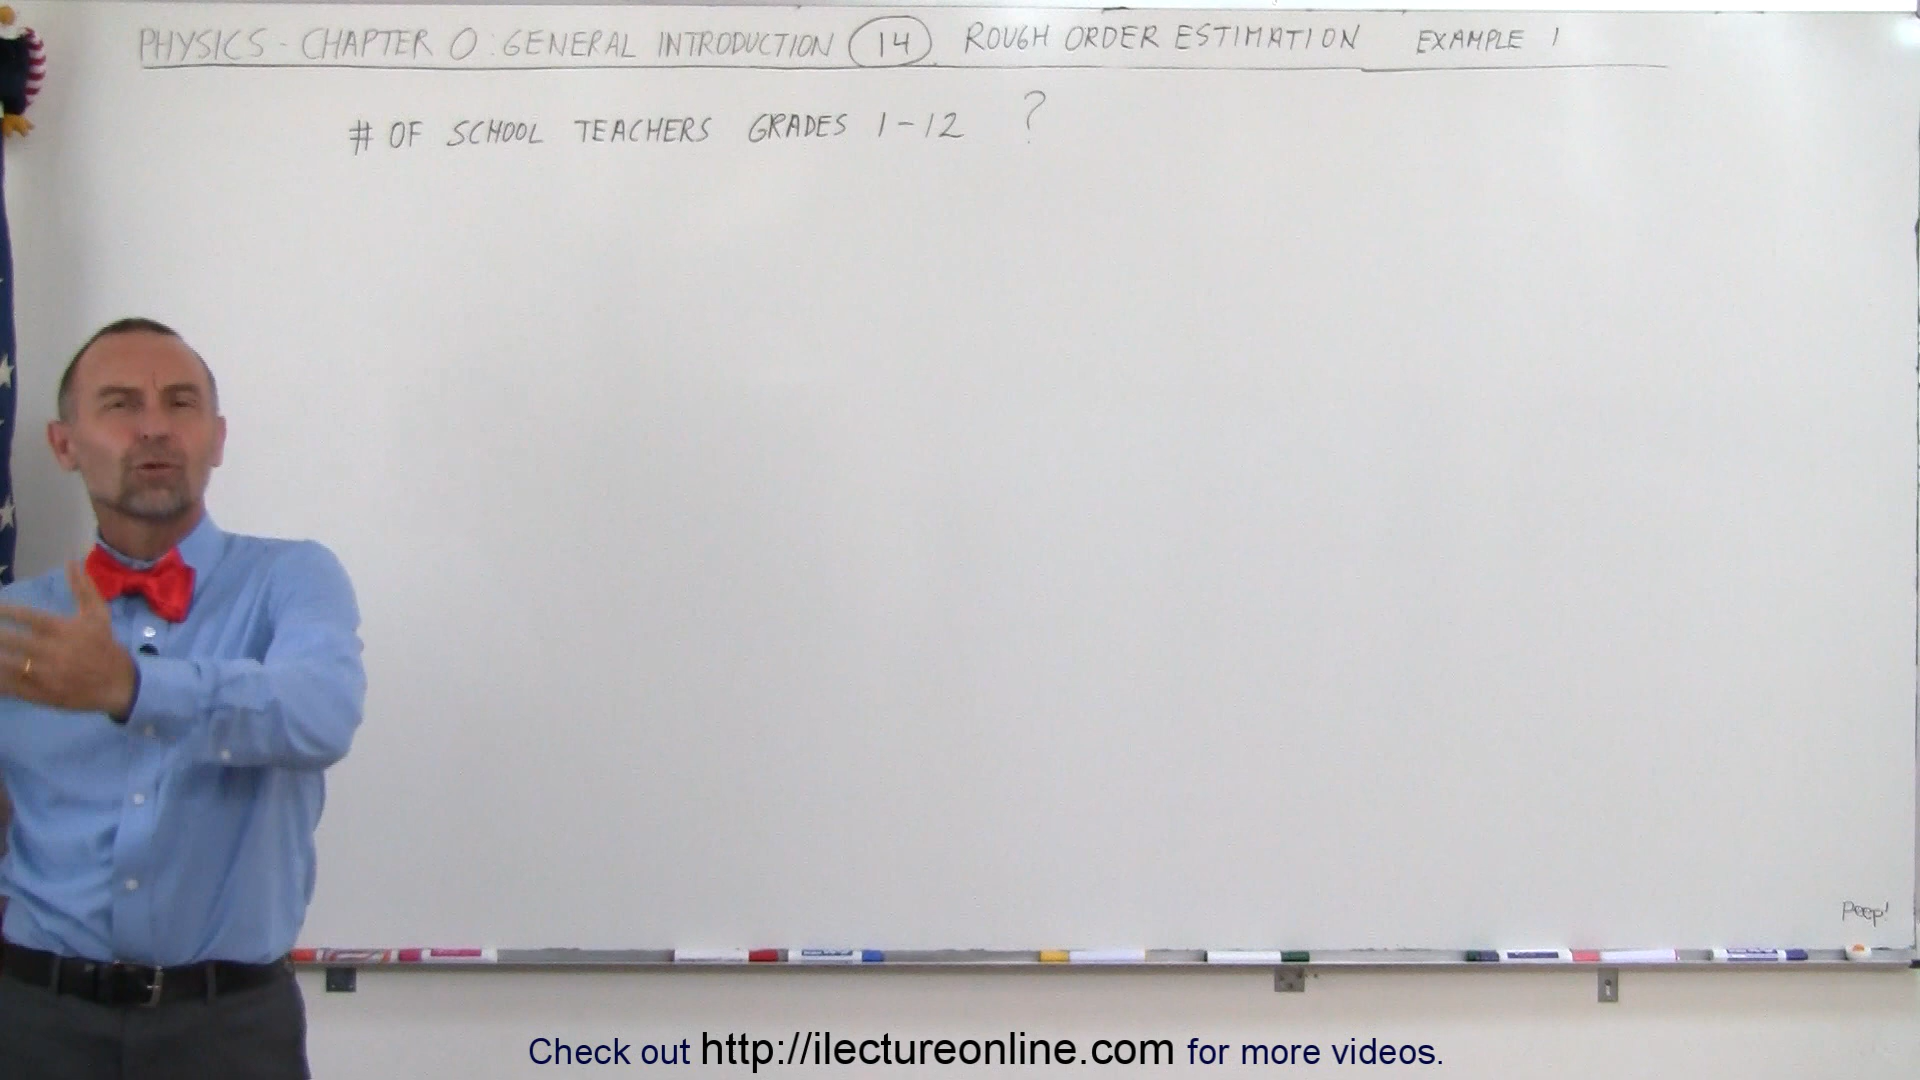 PHYSICS - CHAPTER 0 : GENERAL INTRODUCTION 14 ROUGH ORDER ESTIMATION EXAMPLE 1
# OF SCHOOL TEACHERS GRADES 1-12 ?
Peep!
Check out http://ilectureonline.com for more videos.